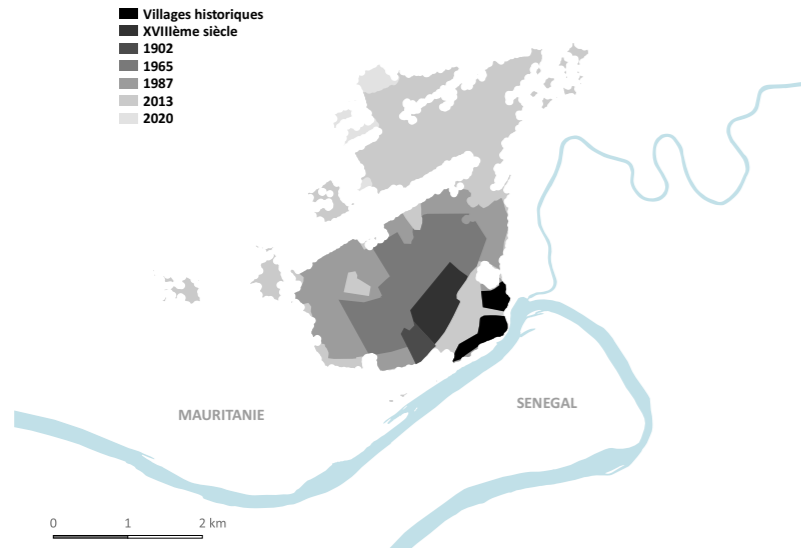 Villages historiques
XVIIIème siècle
1902
1965
1987
2013
2020
MAURITANIE
SENEGAL
0 1 2 km